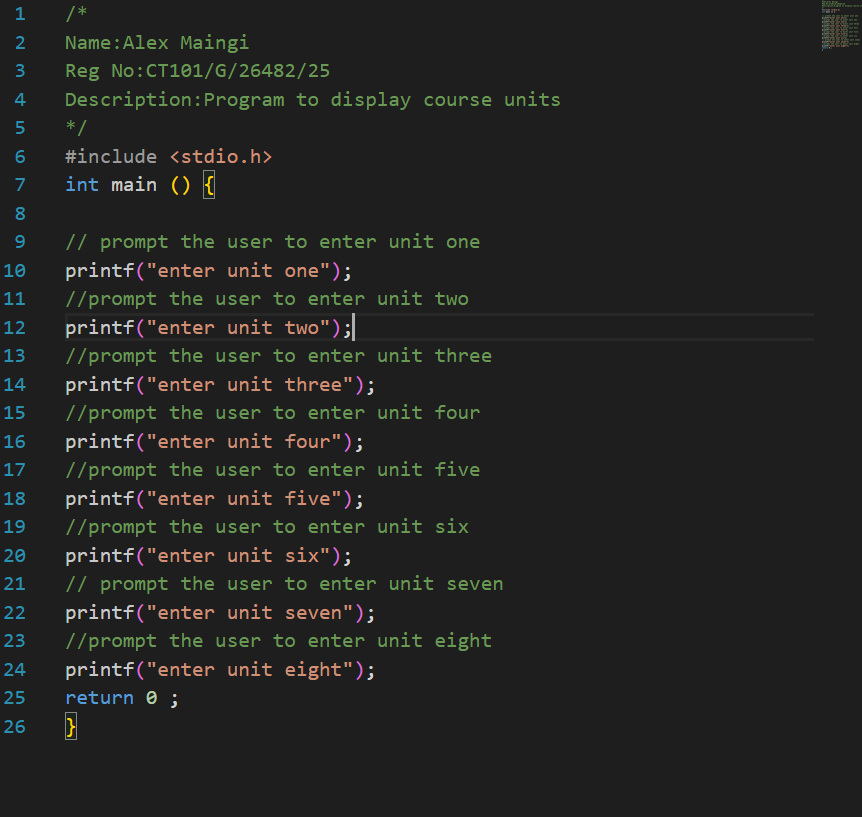 1 /*
2 Name:Alex Maingi
3 Reg No:CT101/G/26482/25
4 Description:Program to display course units
5 */
6 #include <stdio.h>
7 int main () {
8
9 // prompt the user to enter unit one
10 printf("enter unit one");
11 //prompt the user to enter unit two
12 printf("enter unit two");
13 //prompt the user to enter unit three
14 printf("enter unit three");
15 //prompt the user to enter unit four
16 printf("enter unit four");
17 //prompt the user to enter unit five
18 printf("enter unit five");
19 //prompt the user to enter unit six
20 printf("enter unit six");
21 // prompt the user to enter unit seven
22 printf("enter unit seven");
23 //prompt the user to enter unit eight
24 printf("enter unit eight");
25 return 0 ;
26 }